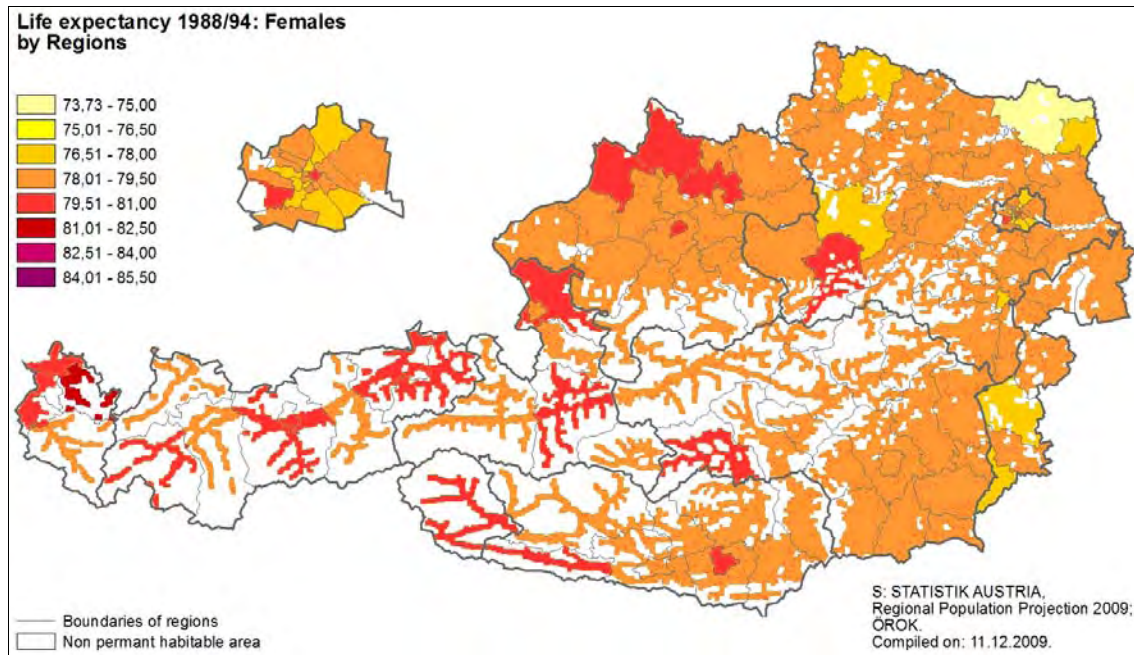 Life expectancy 1988/94: Females
by Regions
73,73 - 75,00
75,01 - 76,50
76,51 - 78,00
78,01 - 79,50
79,51 - 81,00
81,01 - 82,50
82,51 - 84,00
84,01 - 85,50
Boundaries of regions
Non permant habitable area
S: STATISTIK AUSTRIA,
Regional Population Projection 2009;
ÖROK.
Compiled on: 11.12.2009.